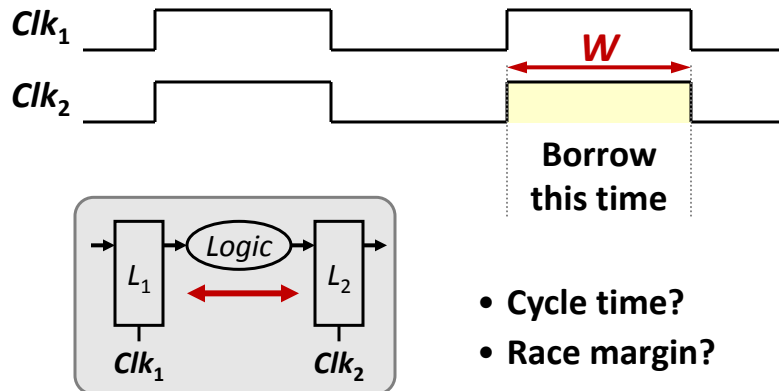 Clk₁
W
Clk₂
Borrow
this time
Logic
L₁
L₂
Clk₁
Clk₂
• Cycle time?
• Race margin?